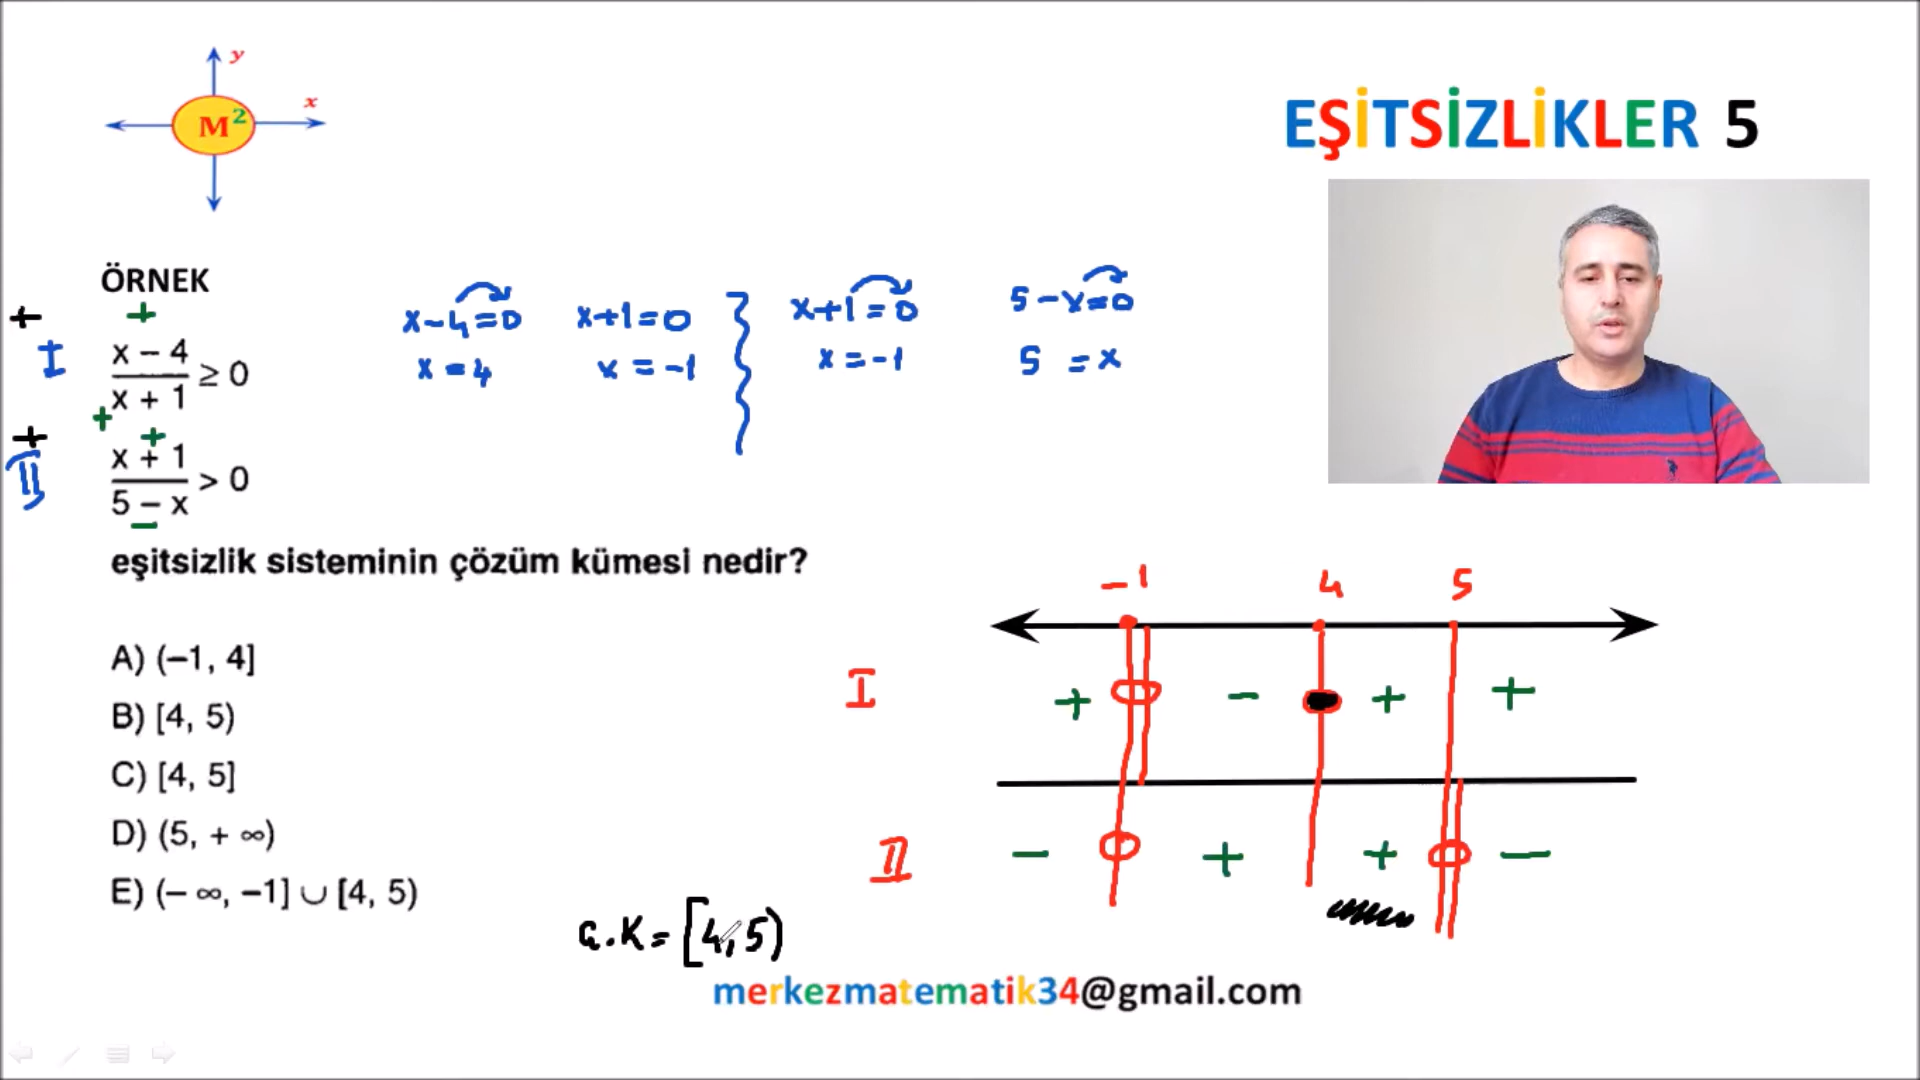 y
x
M²
EŞİTSİZLİKLER 5
ÖRNEK
+ +
I
x – 4
x + 1
≥ 0
+
+ +
II
x + 1
5 – x
> 0
–
x–4=0
x=4
x+1=0
x=-1
x+1=0
x=-1
5–x=0
5=x
eşitsizlik sisteminin çözüm kümesi nedir?
A) (–1, 4]
B) [4, 5)
C) [4, 5]
D) (5, + ∞)
E) (– ∞, –1] ∪ [4, 5)
-1 4 5
I + - + +
II - + + -
Ç.K=[4,5)
merkezmatematik34@gmail.com